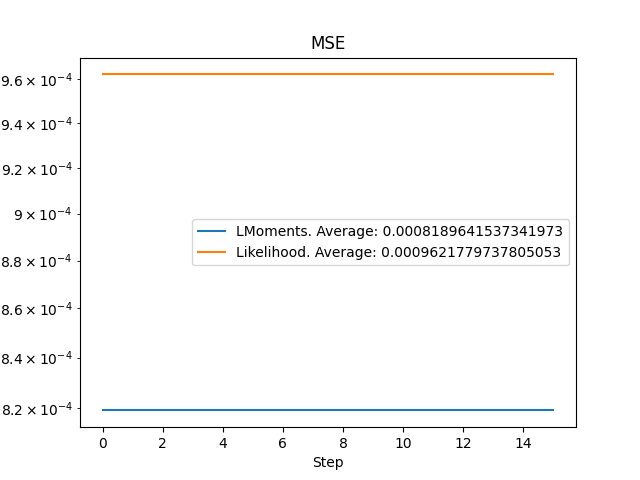 MSE
9.6 × 10⁻⁴
9.4 × 10⁻⁴
9.2 × 10⁻⁴
9 × 10⁻⁴
8.8 × 10⁻⁴
8.6 × 10⁻⁴
8.4 × 10⁻⁴
8.2 × 10⁻⁴
LMoments. Average: 0.0008189641537341973
Likelihood. Average: 0.0009621779737805053
0 2 4 6 8 10 12 14
Step